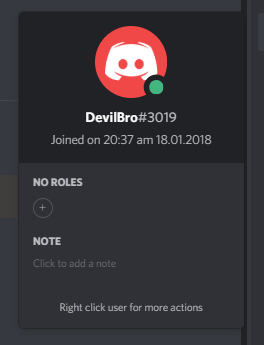 DevilBro#3019
Joined on 20:37 am 18.01.2018
NO ROLES
+
NOTE
Click to add a note
Right click user for more actions